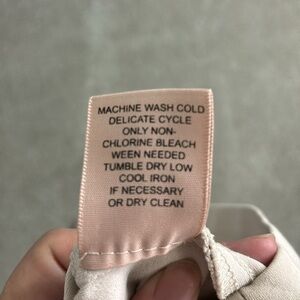 MACHINE WASH COLD
DELICATE CYCLE
ONLY NON-
CHLORINE BLEACH
WEEN NEEDED
TUMBLE DRY LOW
COOL IRON
IF NECESSARY
OR DRY CLEAN